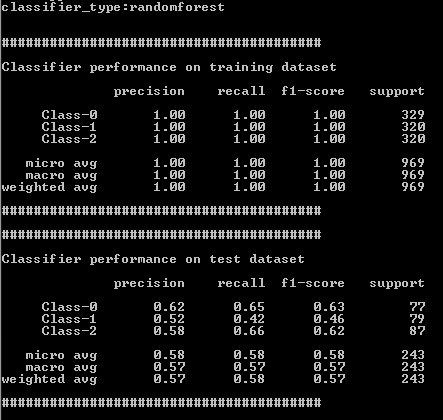 classifier_type:randomforest
########################################
Classifier performance on training dataset
precision recall f1-score support
Class-0 1.00 1.00 1.00 329
Class-1 1.00 1.00 1.00 320
Class-2 1.00 1.00 1.00 320
micro avg 1.00 1.00 1.00 969
macro avg 1.00 1.00 1.00 969
weighted avg 1.00 1.00 1.00 969
########################################
########################################
Classifier performance on test dataset
precision recall f1-score support
Class-0 0.62 0.65 0.63 77
Class-1 0.52 0.42 0.46 79
Class-2 0.58 0.66 0.62 87
micro avg 0.58 0.58 0.58 243
macro avg 0.57 0.57 0.57 243
weighted avg 0.57 0.58 0.57 243
########################################